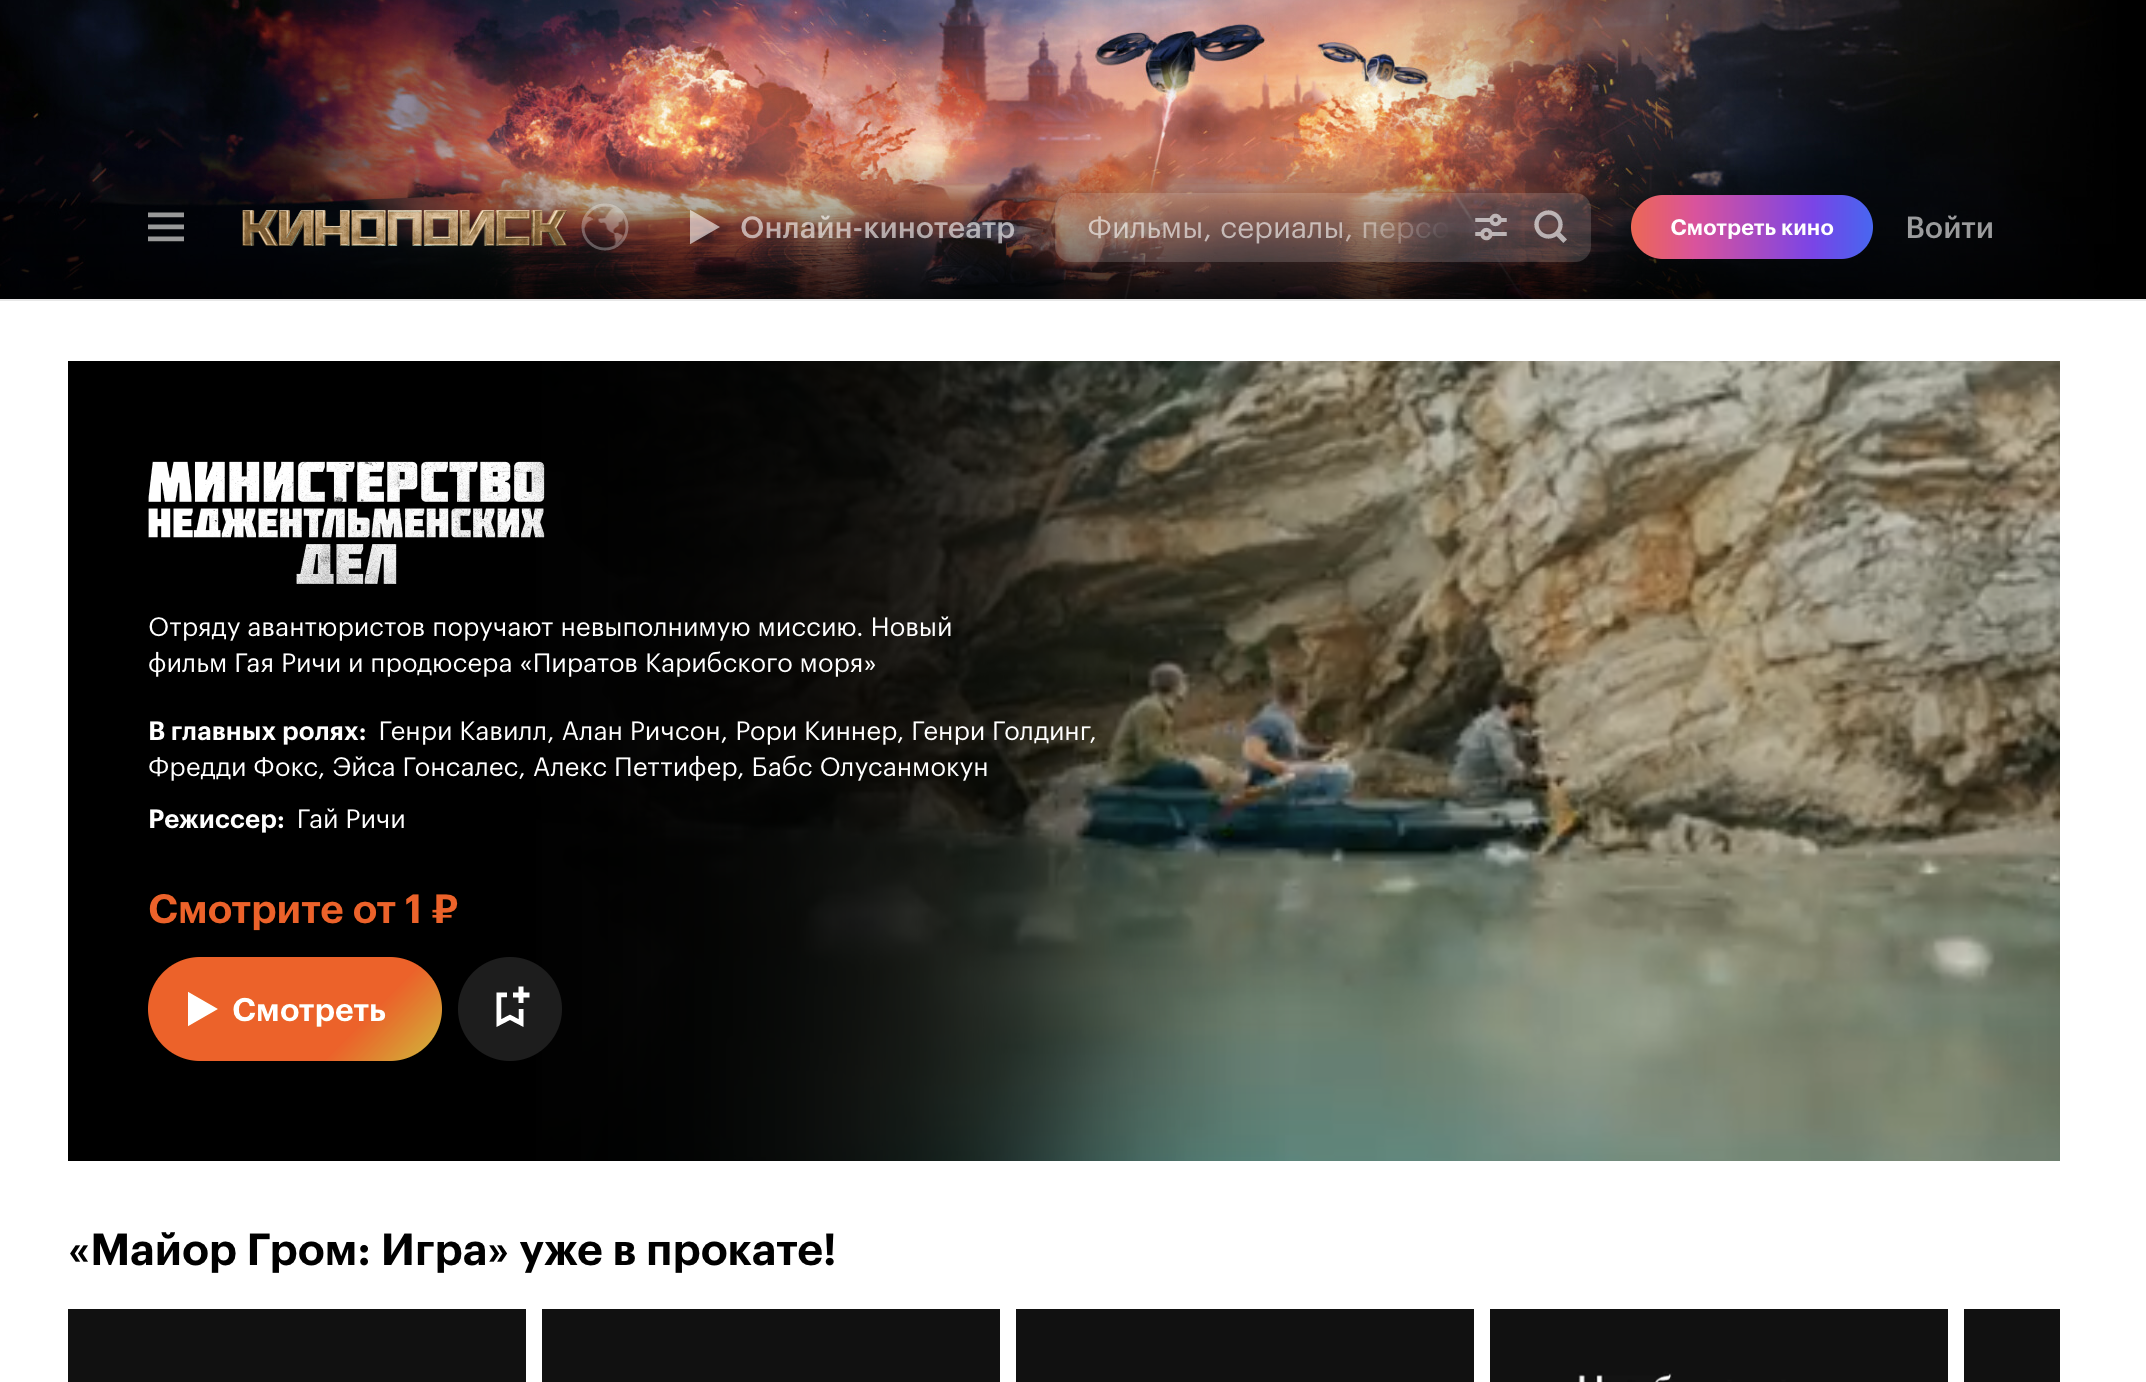 КИНОПОИСК
Онлайн-кинотеатр
Фильмы, сериалы, персо
Смотреть кино
Войти
МИНИСТЕРСТВО
НЕДЖЕНТЛЬМЕНСКИХ
ДЕЛ
Отряду авантюристов поручают невыполнимую миссию. Новый
фильм Гая Ричи и продюсера «Пиратов Карибского моря»
В главных ролях: Генри Кавилл, Алан Ричсон, Рори Киннер, Генри Голдинг,
Фредди Фокс, Эйса Гонсалес, Алекс Петтифер, Бабс Олусанмокун
Режиссер: Гай Ричи
Смотрите от 1 ₽
Смотреть
«Майор Гром: Игра» уже в прокате!